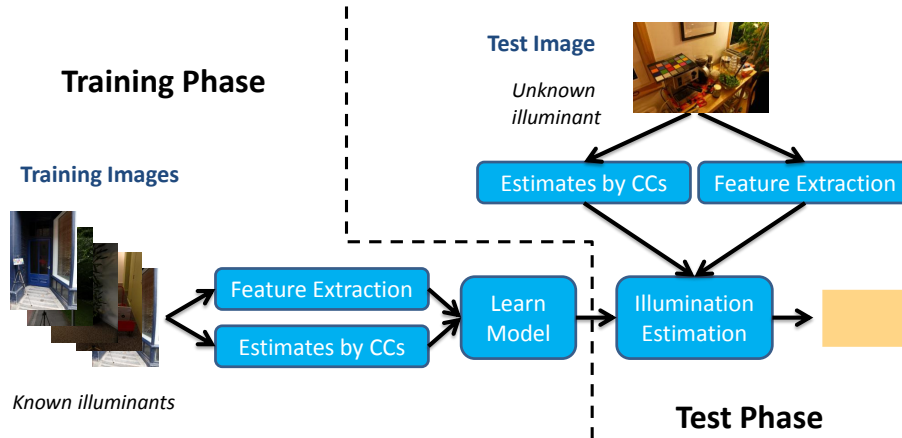 Training Phase
Test Image
Unknown
illuminant
Training Images
Estimates by CCs
Feature Extraction
Feature Extraction
Estimates by CCs
Learn
Model
Illumination
Estimation
Known illuminants
Test Phase